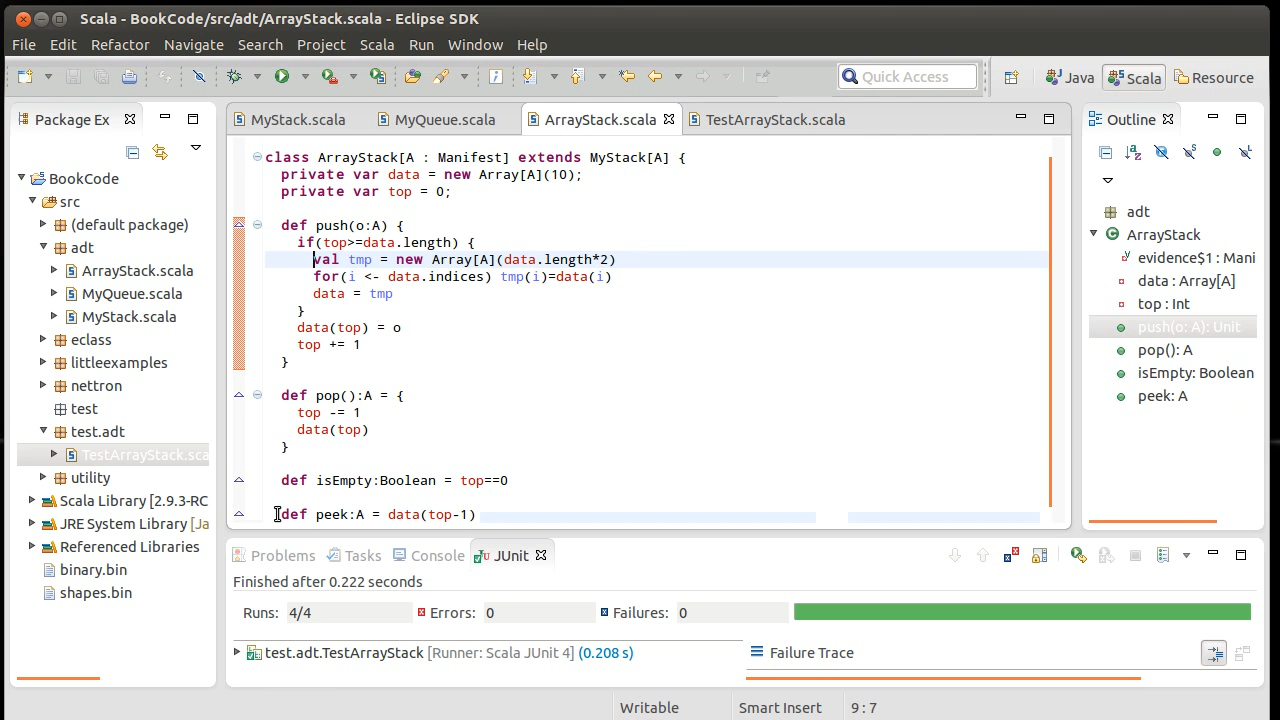 Scala - BookCode/src/adt/ArrayStack.scala - Eclipse SDK
File Edit Refactor Navigate Search Project Scala Run Window Help
Quick Access
Java
Scala
Resource
Package Ex
BookCode
src
(default package)
adt
ArrayStack.scala
MyQueue.scala
MyStack.scala
eclass
littleexamples
nettron
test
test.adt
TestArrayStack.sca
utility
Scala Library [2.9.3-RC
JRE System Library [Ja
Referenced Libraries
binary.bin
shapes.bin
MyStack.scala
MyQueue.scala
ArrayStack.scala
TestArrayStack.scala
class ArrayStack[A : Manifest] extends MyStack[A] {
private var data = new Array[A](10);
private var top = 0;
def push(o:A) {
if(top>=data.length) {
val tmp = new Array[A](data.length*2)
for(i <- data.indices) tmp(i)=data(i)
data = tmp
}
data(top) = o
top += 1
}
def pop():A = {
top -= 1
data(top)
}
def isEmpty:Boolean = top==0
def peek:A = data(top-1)
Outline
adt
ArrayStack
evidence$1 : Mani
data : Array[A]
top : Int
push(o: A): Unit
pop(): A
isEmpty: Boolean
peek: A
Problems
Tasks
Console
JUnit
Finished after 0.222 seconds
Runs: 4/4
Errors: 0
Failures: 0
test.adt.TestArrayStack [Runner: Scala JUnit 4] (0.208 s)
Failure Trace
Writable
Smart Insert
9 : 7